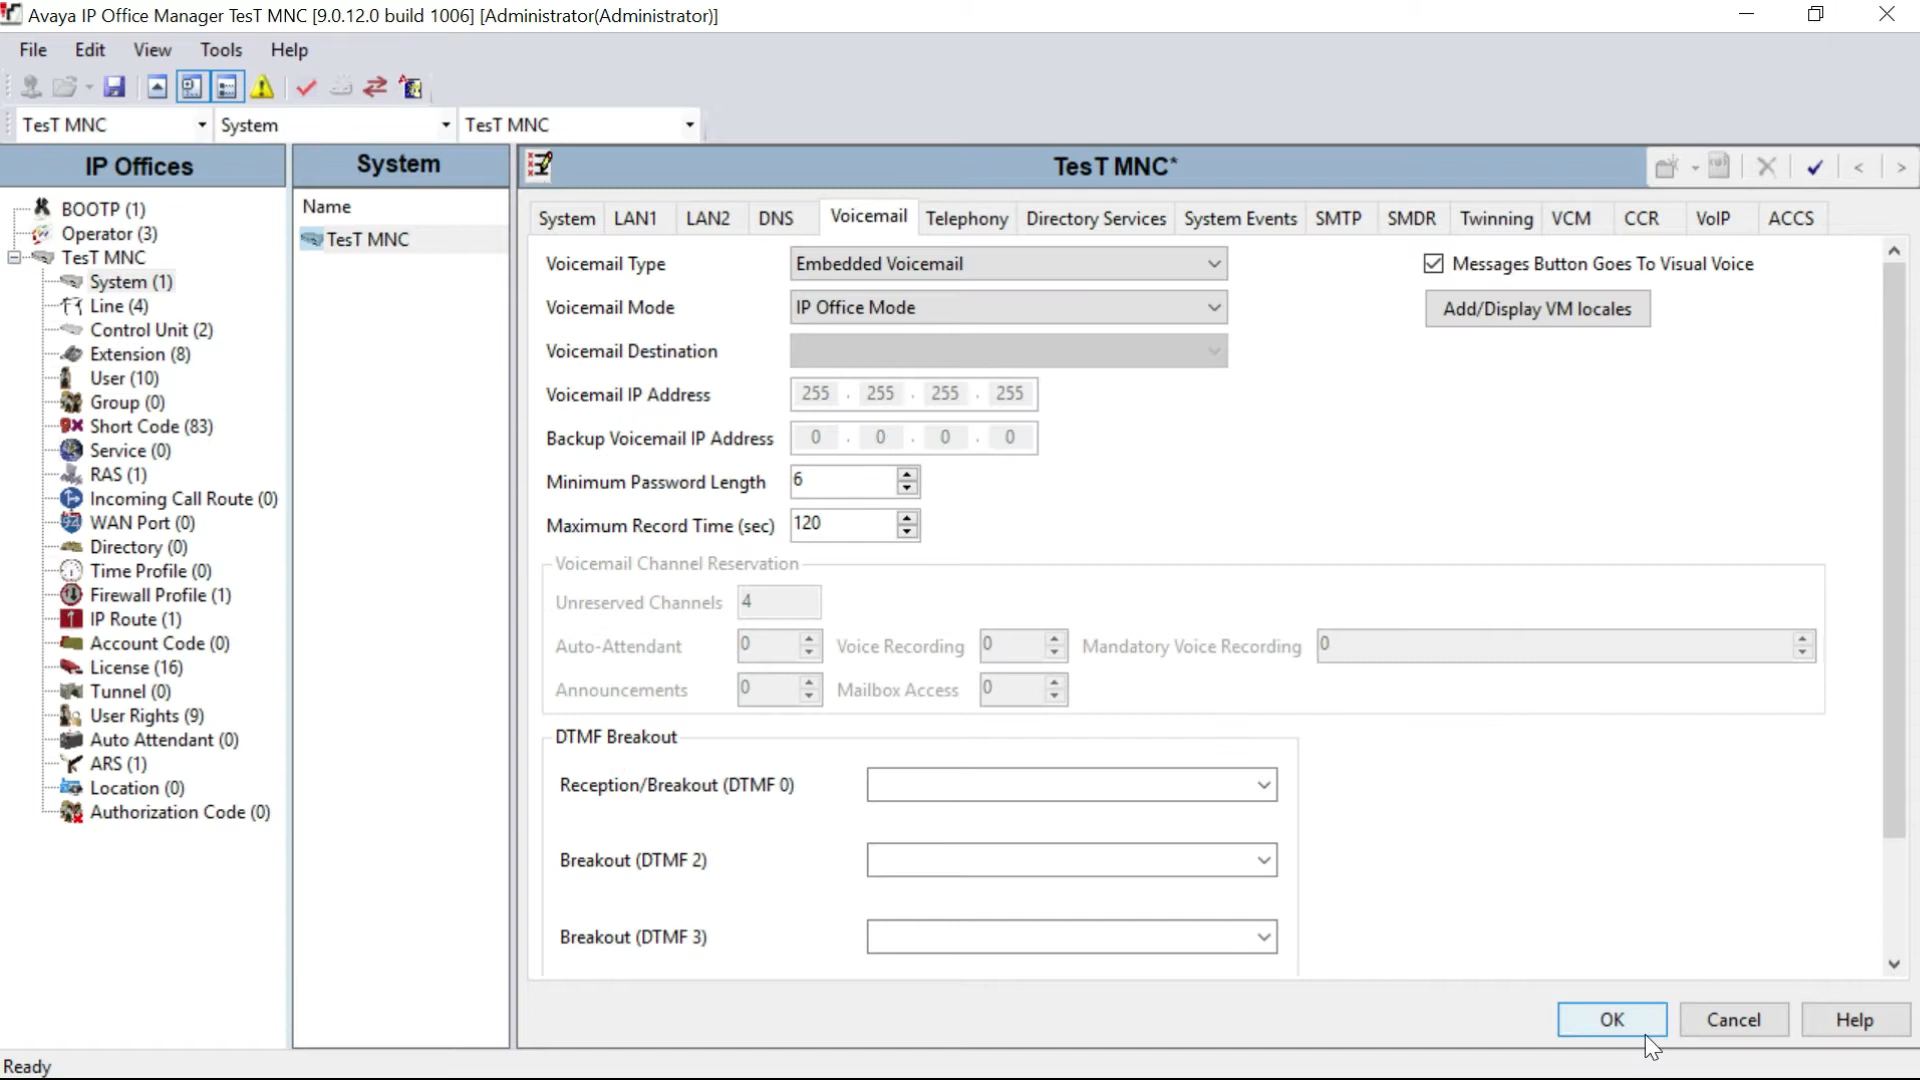 Avaya IP Office Manager TesT MNC [9.0.12.0 build 1006] [Administrator(Administrator)]
File Edit View Tools Help
TesT MNC System TesT MNC
IP Offices
BOOTP (1)
Operator (3)
TesT MNC
System (1)
Line (4)
Control Unit (2)
Extension (8)
User (10)
Group (0)
Short Code (83)
Service (0)
RAS (1)
Incoming Call Route (0)
WAN Port (0)
Directory (0)
Time Profile (0)
Firewall Profile (1)
IP Route (1)
Account Code (0)
License (16)
Tunnel (0)
User Rights (9)
Auto Attendant (0)
ARS (1)
Location (0)
Authorization Code (0)
System
Name
TesT MNC
TesT MNC*
System LAN1 LAN2 DNS Voicemail Telephony Directory Services System Events SMTP SMDR Twinning VCM CCR VoIP ACCS
Voicemail Type Embedded Voicemail Messages Button Goes To Visual Voice
Voicemail Mode IP Office Mode Add/Display VM locales
Voicemail Destination
Voicemail IP Address 255 . 255 . 255 . 255
Backup Voicemail IP Address 0 . 0 . 0 . 0
Minimum Password Length 6
Maximum Record Time (sec) 120
Voicemail Channel Reservation
Unreserved Channels 4
Auto-Attendant 0 Voice Recording 0 Mandatory Voice Recording 0
Announcements 0 Mailbox Access 0
DTMF Breakout
Reception/Breakout (DTMF 0)
Breakout (DTMF 2)
Breakout (DTMF 3)
OK Cancel Help
Ready